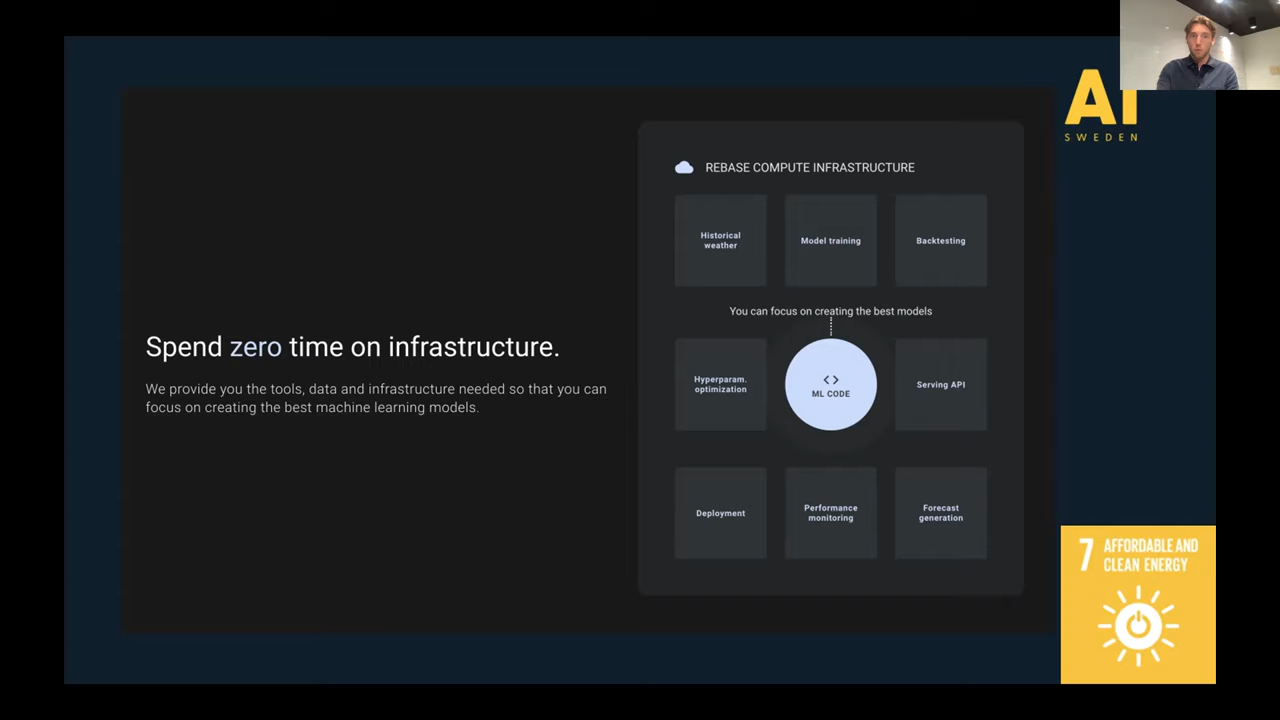 AI
SWEDEN
REBASE COMPUTE INFRASTRUCTURE
Historical
weather
Model training
Backtesting
You can focus on creating the best models
Spend zero time on infrastructure.
We provide you the tools, data and infrastructure needed so that you can
focus on creating the best machine learning models.
Hyperparam.
optimization
<> 
ML CODE
Serving API
Deployment
Performance
monitoring
Forecast
generation
7 AFFORDABLE AND
CLEAN ENERGY